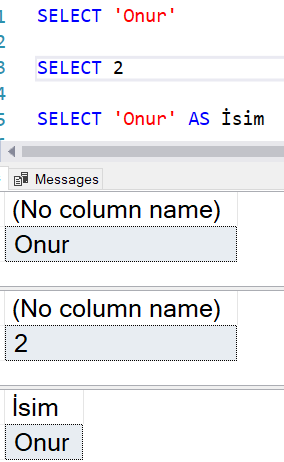 1 SELECT 'Onur'
2
3 SELECT 2
4
5 SELECT 'Onur' AS İsim
Messages
(No column name)
Onur
(No column name)
2
İsim
Onur